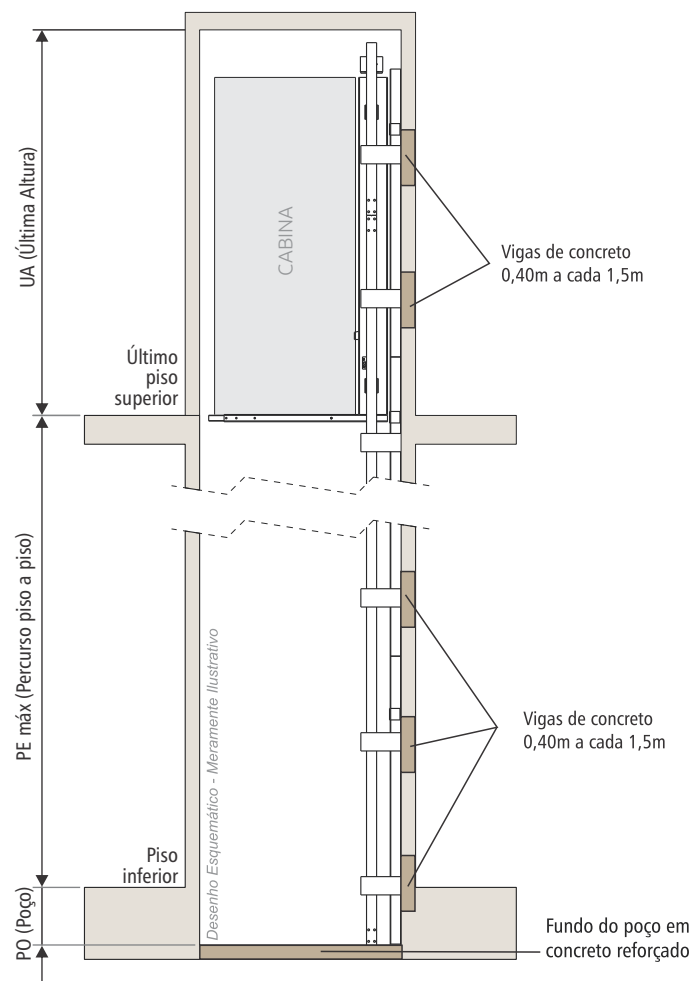 UA (Última Altura)
CABINA
Vigas de concreto
0,40m a cada 1,5m
Último
piso
superior
PE máx (Percurso piso a piso)
Desenho Esquemático - Meramente Ilustrativo
Vigas de concreto
0,40m a cada 1,5m
Piso
inferior
PO (Poço)
Fundo do poço em
concreto reforçado